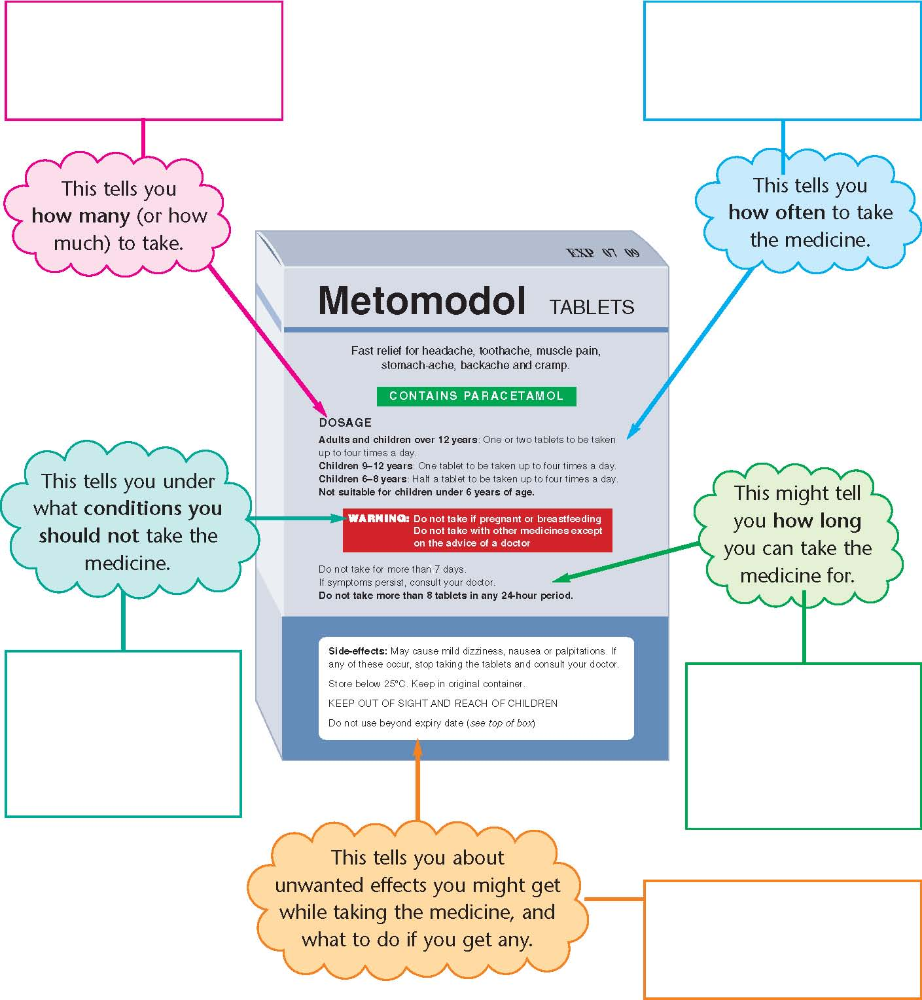 This tells you
how many (or how
much) to take.
This tells you
how often to take
the medicine.
EXP 07 09
Metomodol TABLETS
Fast relief for headache, toothache, muscle pain,
stomach-ache, backache and cramp.
CONTAINS PARACETAMOL
DOSAGE
Adults and children over 12 years: One or two tablets to be taken
up to four times a day.
Children 9–12 years: One tablet to be taken up to four times a day.
Children 6–8 years: Half a tablet to be taken up to four times a day.
Not suitable for children under 6 years of age.
This tells you under
what conditions you
should not take the
medicine.
WARNING: Do not take if pregnant or breastfeeding
Do not take with other medicines except
on the advice of a doctor
This might tell
you how long
you can take the
medicine for.
Do not take for more than 7 days.
If symptoms persist, consult your doctor.
Do not take more than 8 tablets in any 24-hour period.
Side-effects: May cause mild dizziness, nausea or palpitations. If
any of these occur, stop taking the tablets and consult your doctor.
Store below 25°C. Keep in original container.
KEEP OUT OF SIGHT AND REACH OF CHILDREN
Do not use beyond expiry date (see top of box)
This tells you about
unwanted effects you might get
while taking the medicine, and
what to do if you get any.